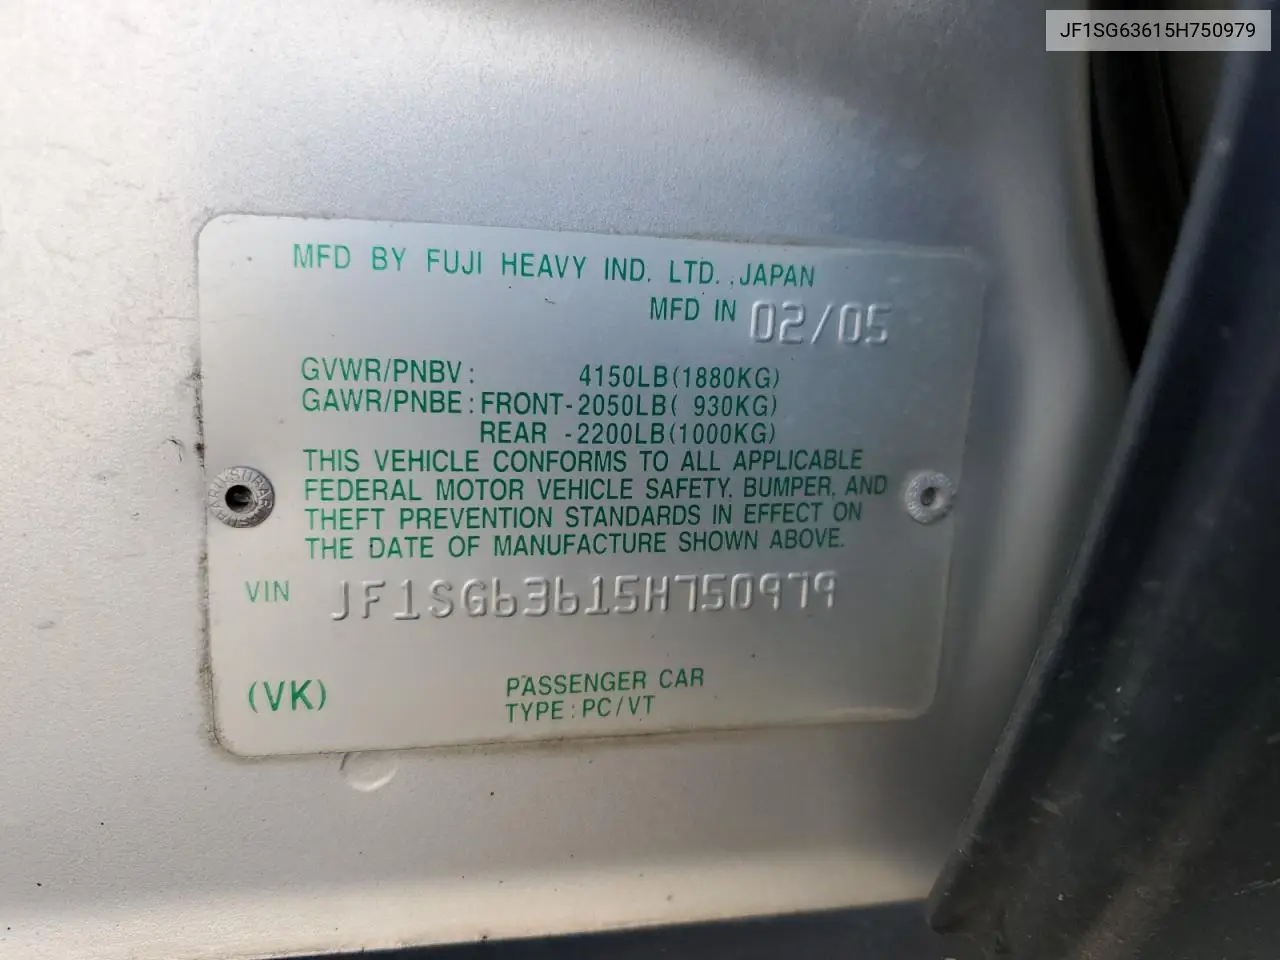 JF1SG63615H750979
MFD BY FUJI HEAVY IND. LTD., JAPAN
MFD IN 02/05
GVWR/PNBV: 4150LB(1880KG)
GAWR/PNBE: FRONT-2050LB( 930KG)
REAR -2200LB(1000KG)
THIS VEHICLE CONFORMS TO ALL APPLICABLE
FEDERAL MOTOR VEHICLE SAFETY, BUMPER, AND
THEFT PREVENTION STANDARDS IN EFFECT ON
THE DATE OF MANUFACTURE SHOWN ABOVE.
VIN JF1SG63615H750979
(VK) PASSENGER CAR
TYPE: PC/VT
SUBARU